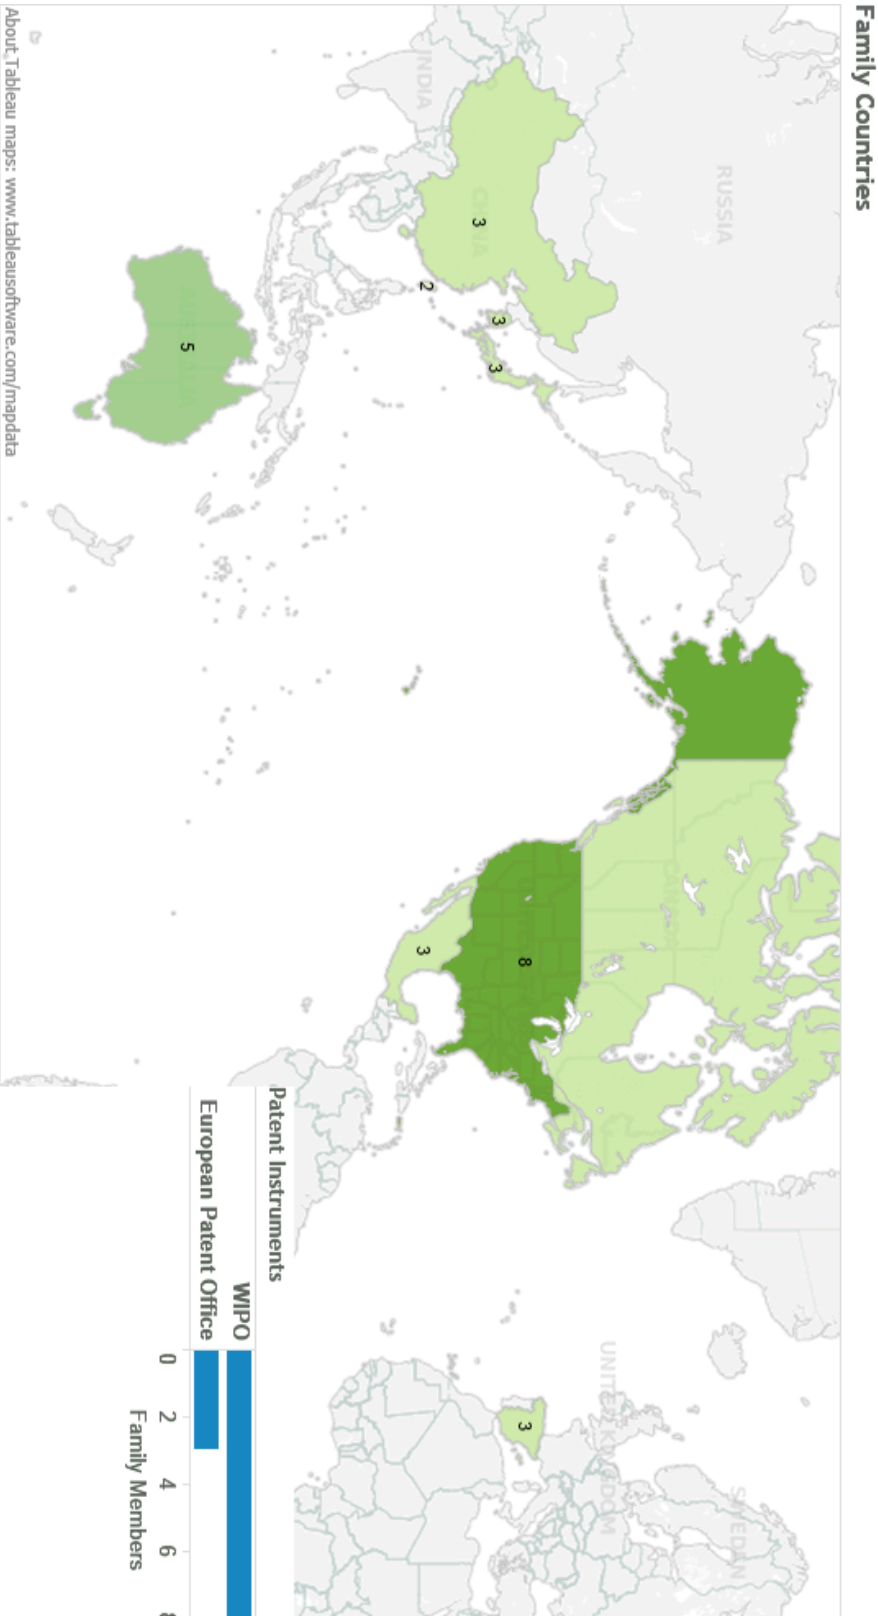 Family Countries
RUSSIA
CANADA
SWEDEN
UNITED KINGDOM
INDIA
3
2
3
3
8
3
3
5
About Tableau maps: www.tableausoftware.com/mapdata
Patent Instruments
WIPO
European Patent Office
0 2 4 6
Family Members